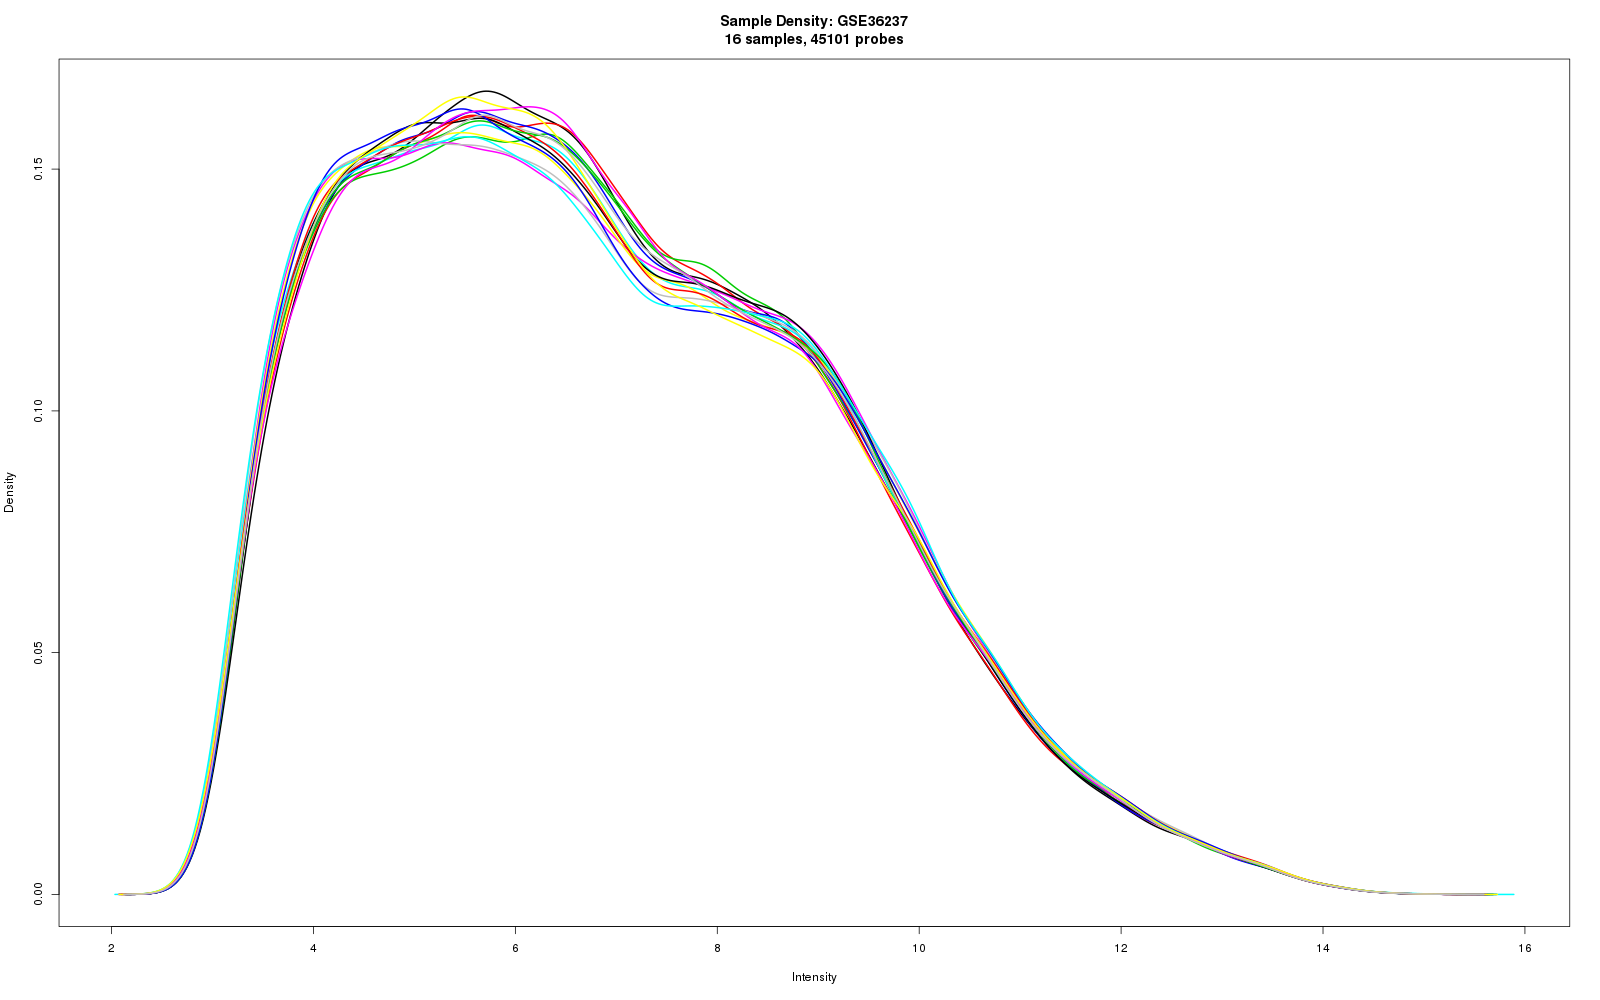 Sample Density: GSE36237
16 samples, 45101 probes
Density
0.15
0.10
0.05
0.00
2 4 6 8 10 12 14 16
Intensity